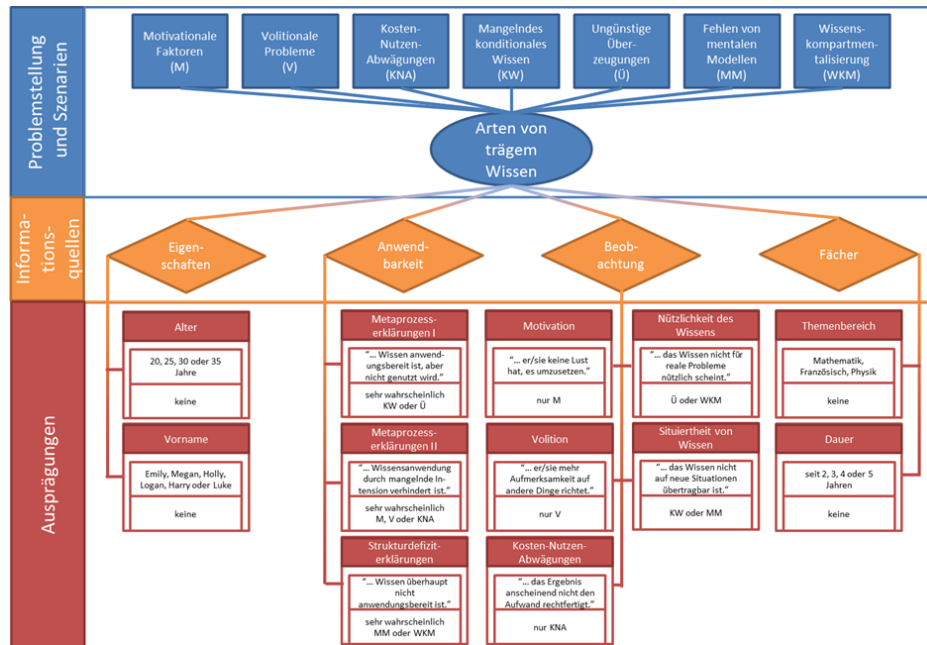 Problemstellung
und Szenarien
Motivationale
Faktoren
(M)
Volitionale
Probleme
(V)
Kosten-
Nutzen-
Abwägungen
(KNA)
Mangelndes
konditionales
Wissen
(KW)
Ungünstige
Über-
zeugungen
(Ü)
Fehlen von
mentalen
Modellen
(MM)
Wissens-
kompartmen-
talisierung
(WKM)
Arten von
trägem
Wissen
Informa-
tions-
quellen
Eigen-
schaften
Anwend-
barkeit
Beob-
achtung
Fächer
Ausprägungen
Alter
20, 25, 30 oder 35
Jahre
keine
Vorname
Emily, Megan, Holly,
Logan, Harry oder Luke
keine
Metaprozess-
erklärungen I
"... Wissen anwen-
dungsbereit ist, aber
nicht genutzt wird."
sehr wahrscheinlich
KW oder Ü
Metaprozess-
erklärungen II
"... Wissensanwendung
durch mangelnde In-
tension verhindert ist."
sehr wahrscheinlich
M, V oder KNA
Strukturdefizit-
erklärungen
"... Wissen überhaupt
nicht
anwendungsbereit ist."
sehr wahrscheinlich
MM oder WKM
Motivation
"... er/sie keine Lust
hat, es umzusetzen."
nur M
Volition
"... er/sie mehr
Aufmerksamkeit auf
andere Dinge richtet."
nur V
Kosten-Nutzen-
Abwägungen
"... das Ergebnis
anscheinend nicht den
Aufwand rechtfertigt."
nur KNA
Nützlichkeit des
Wissens
"... das Wissen nicht für
reale Probleme
nützlich scheint."
Ü oder WKM
Situiertheit von
Wissen
"... das Wissen nicht
auf neue Situationen
übertragbar ist."
KW oder MM
Themenbereich
Mathematik,
Französisch, Physik
keine
Dauer
seit 2, 3, 4 oder 5
Jahren
keine